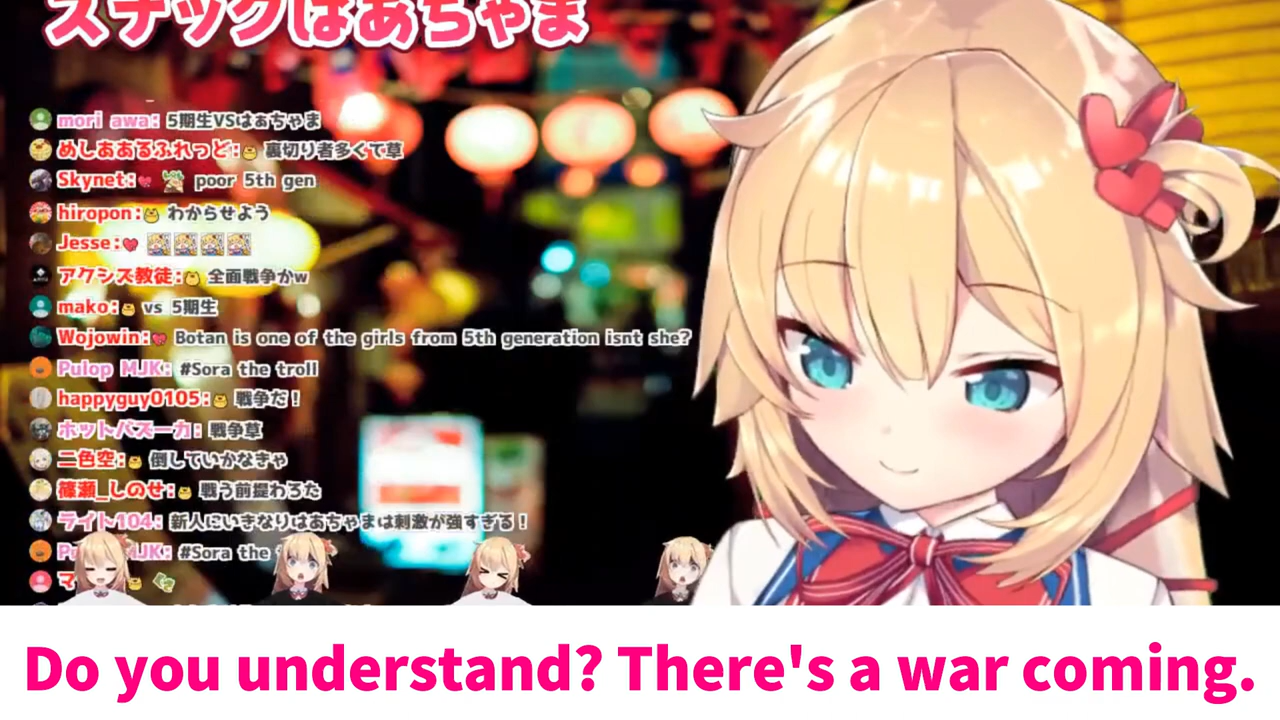 スナックはあちゃま
mori awa: 5期生VSはあちゃま
めしああるふれっど: 裏切り者多くて草
Skynet: poor 5th gen
hiropon: わからせよう
Jesse:
アクシズ教徒: 全面戦争かw
mako: vs 5期生
Wojowin: Botan is one of the girls from 5th generation isnt she?
Pulop MJK: #Sora the troll
happyguy0105: 戦争だ！
ホットバズーカ: 戦争草
二色空: 倒していかなきゃ
篠瀬_しのせ: 戦う前提わろた
ライト104: 新人にいきなりはあちゃまは刺激が強すぎる！
MJK: #Sora the
Do you understand? There's a war coming.